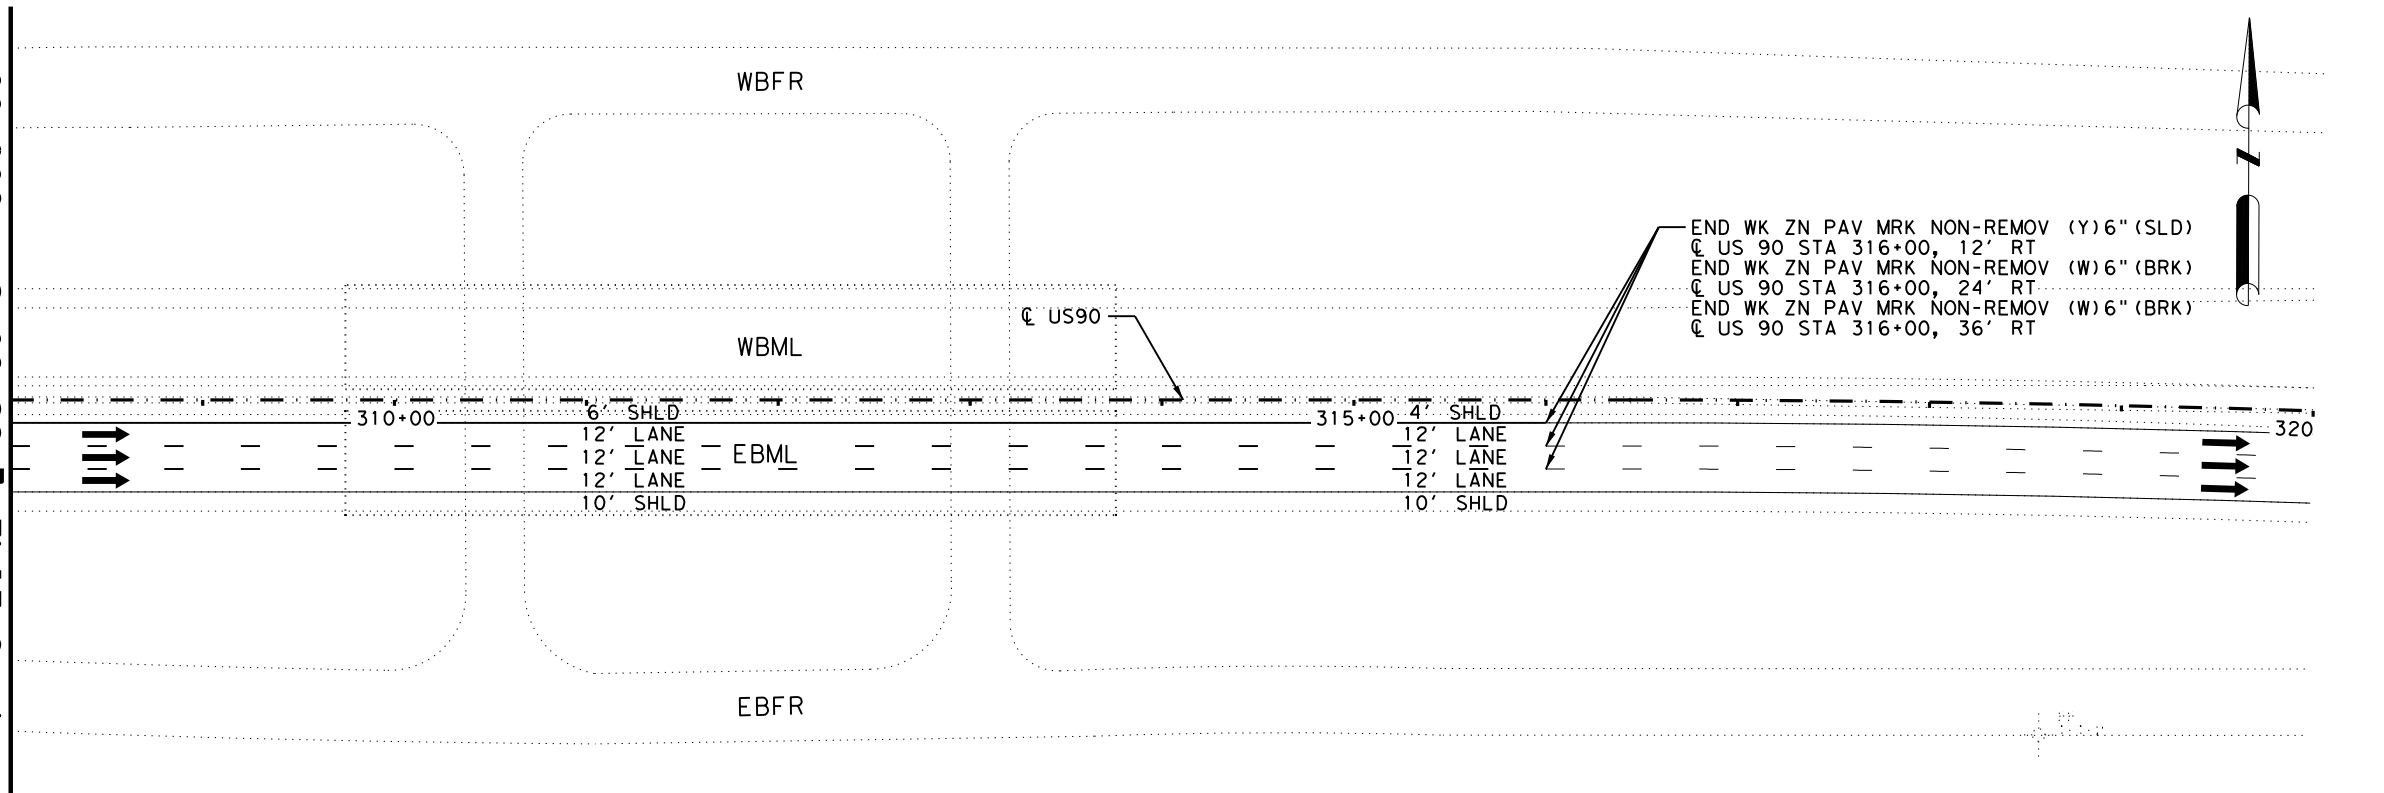 WBFR
END WK ZN PAV MRK NON-REMOV (Y)6"(SLD)
℄ US 90 STA 316+00, 12' RT
END WK ZN PAV MRK NON-REMOV (W)6"(BRK)
℄ US 90 STA 316+00, 24' RT
END WK ZN PAV MRK NON-REMOV (W)6"(BRK)
℄ US 90 STA 316+00, 36' RT
℄ US90
WBML
310+00
6' SHLD
12' LANE
12' LANE
12' LANE
10' SHLD
EBML
315+00
4' SHLD
12' LANE
12' LANE
12' LANE
10' SHLD
320
EBFR
N